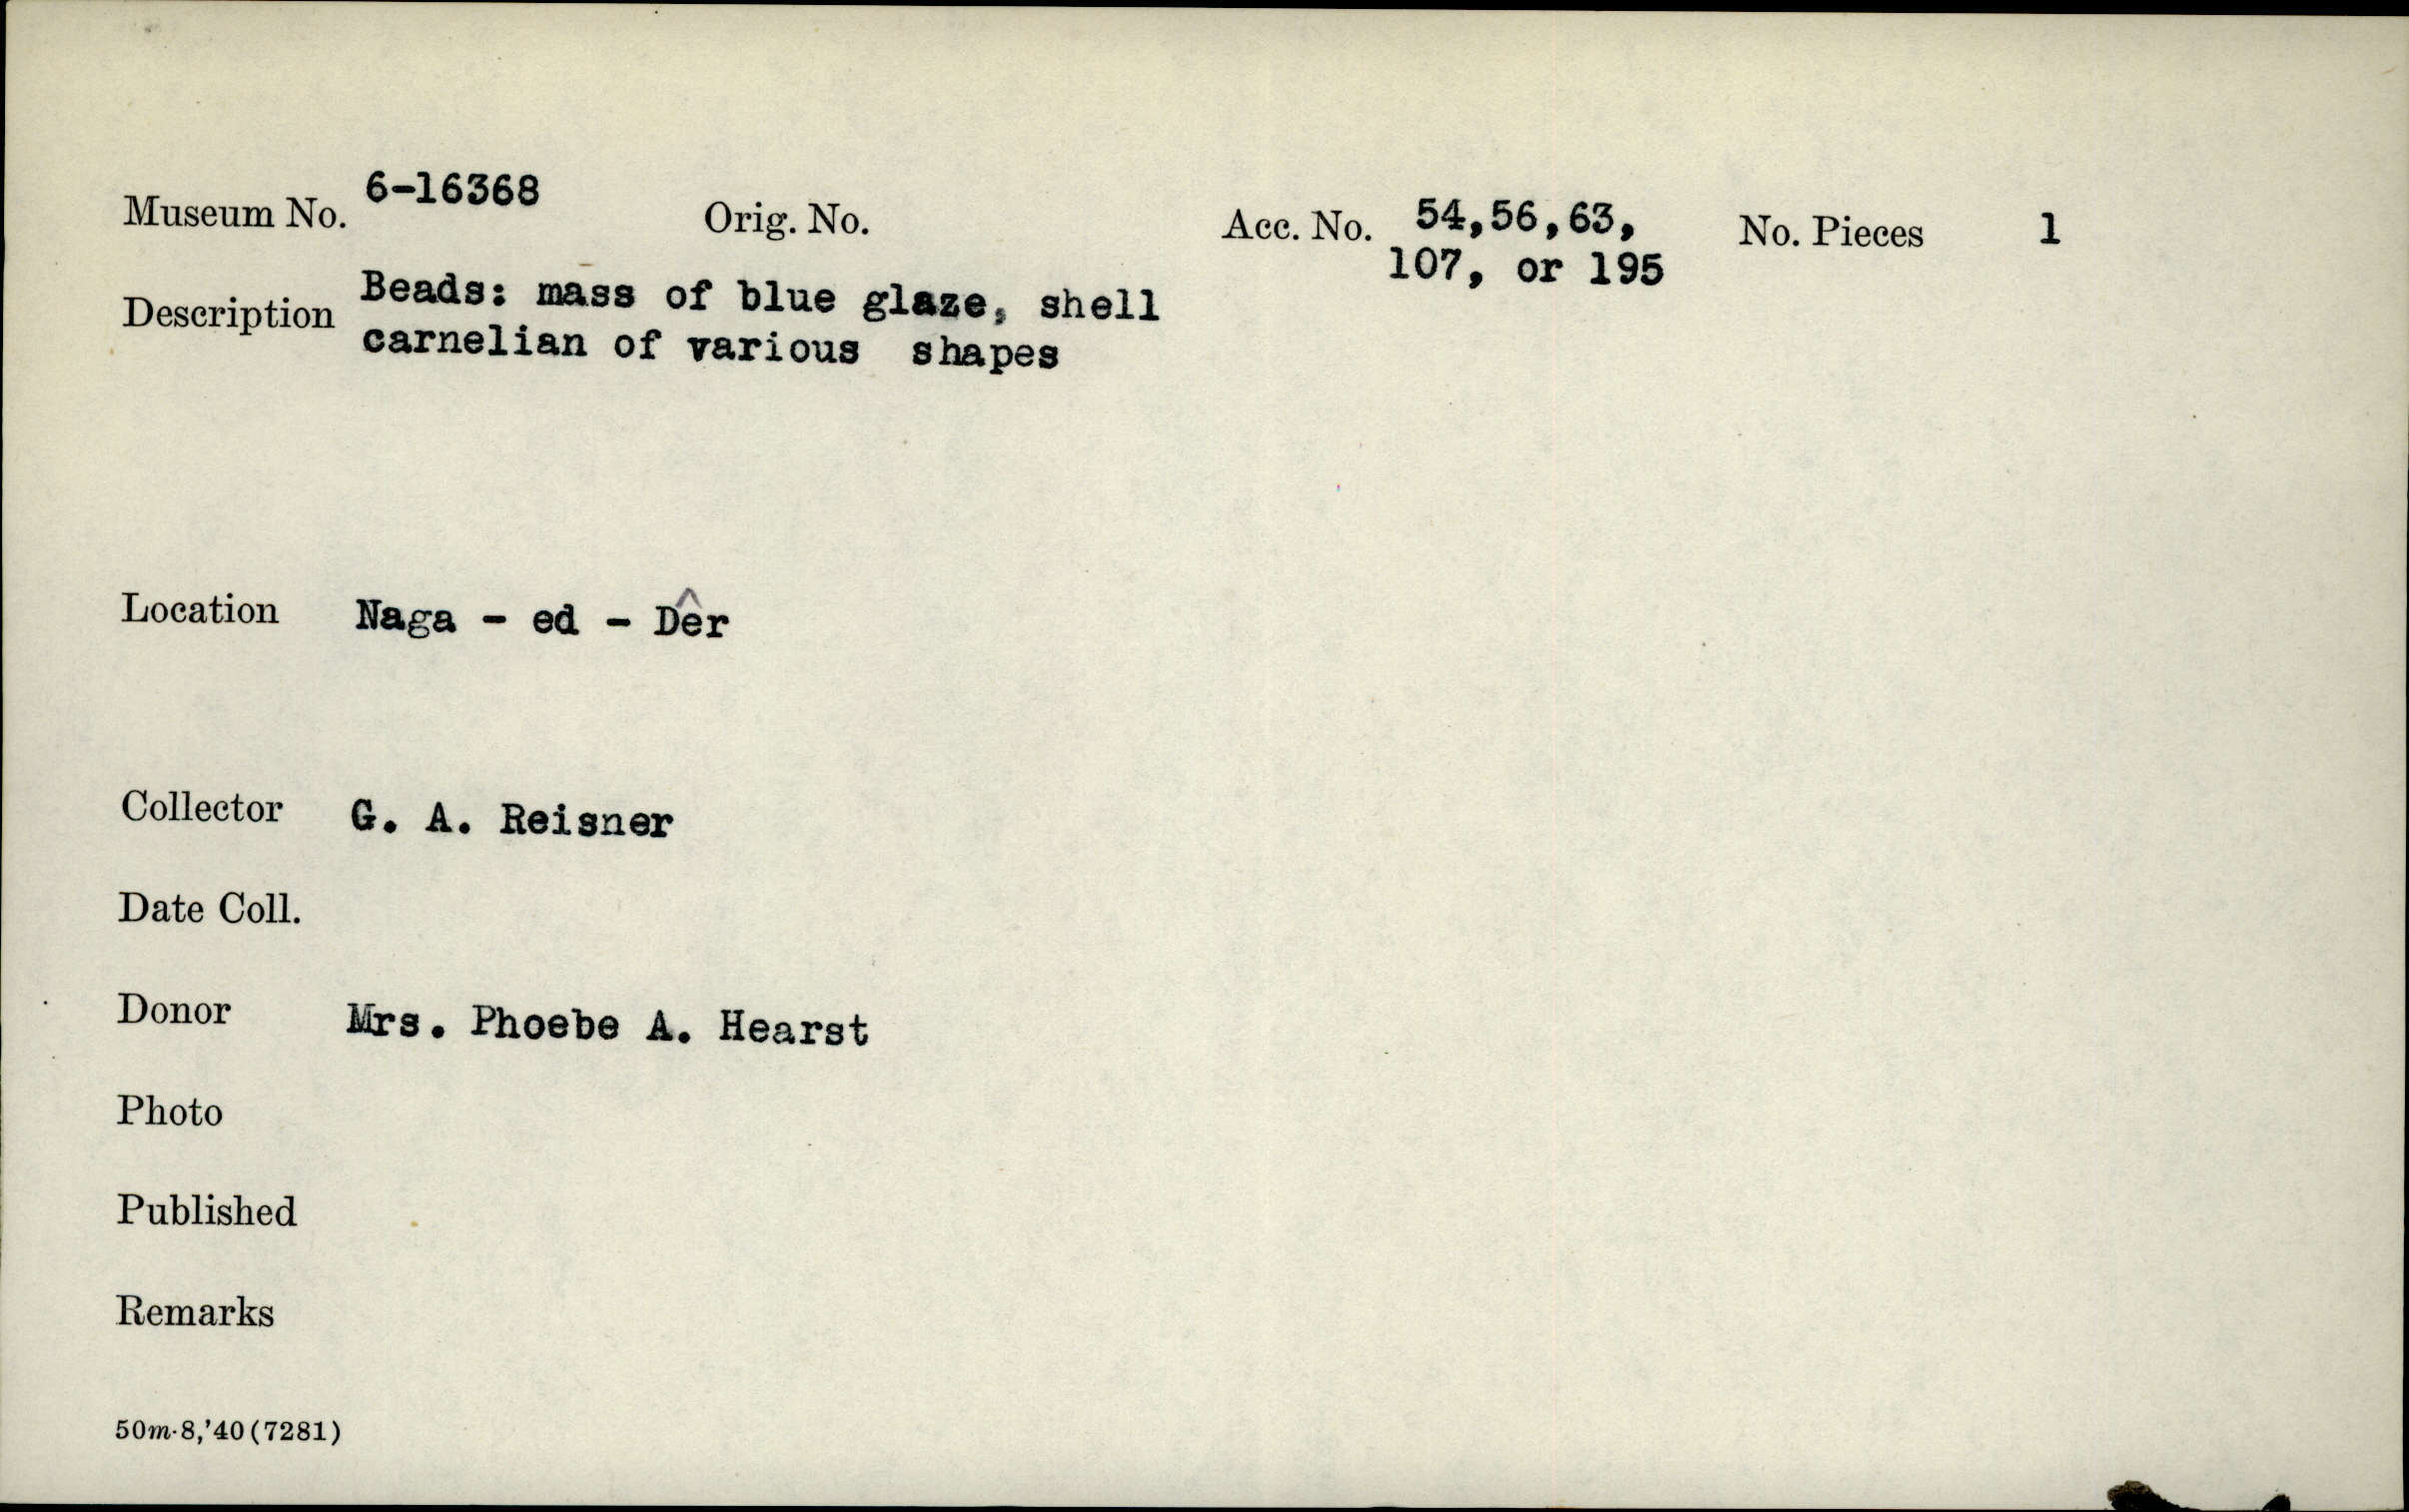 Museum No. 6-16368 Orig. No. Acc. No. 54,56,63, No. Pieces 1
107, or 195
Description Beads: mass of blue glaze, shell
carnelian of various shapes
Location Naga - ed - Dêr
Collector G. A. Reisner
Date Coll.
Donor Mrs. Phoebe A. Hearst
Photo
Published
Remarks
50m-8,'40(7281)